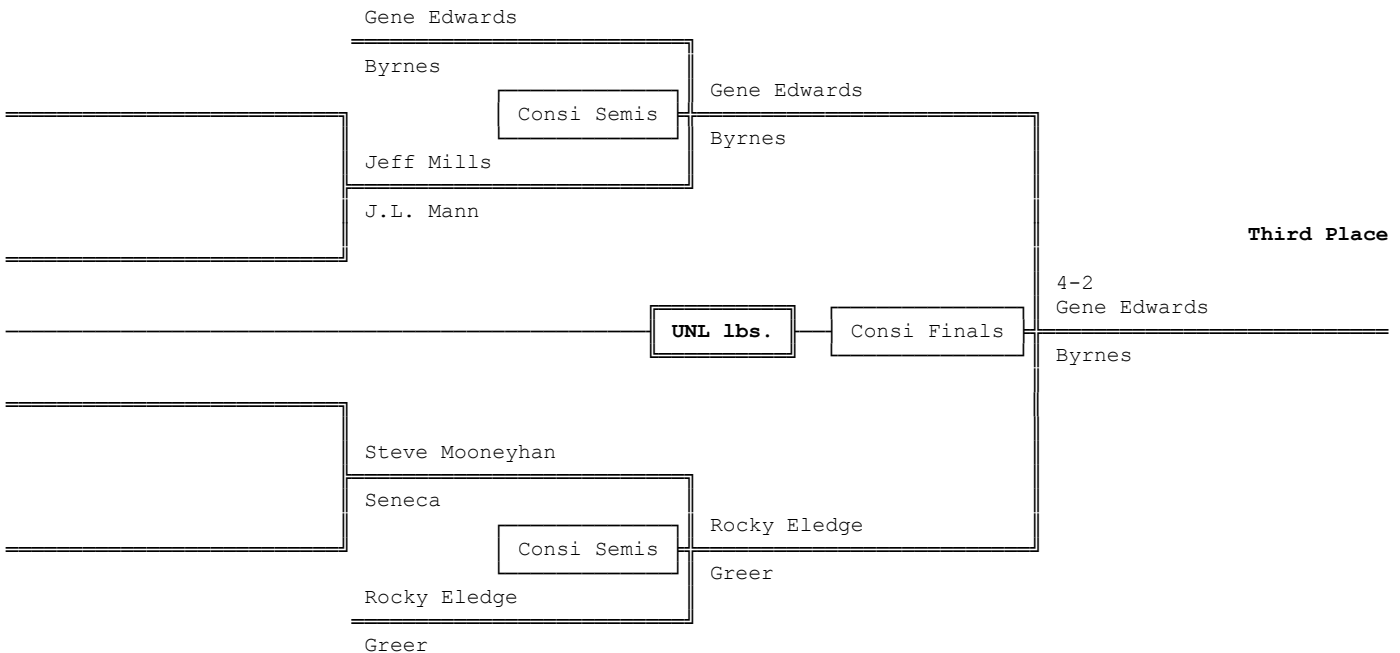 Gene Edwards
Byrnes
Gene Edwards
Consi Semis
Byrnes
Jeff Mills
J.L. Mann
Third Place
4-2
Gene Edwards
UNL lbs.
Consi Finals
Byrnes
Steve Mooneyhan
Seneca
Rocky Eledge
Consi Semis
Greer
Rocky Eledge
Greer